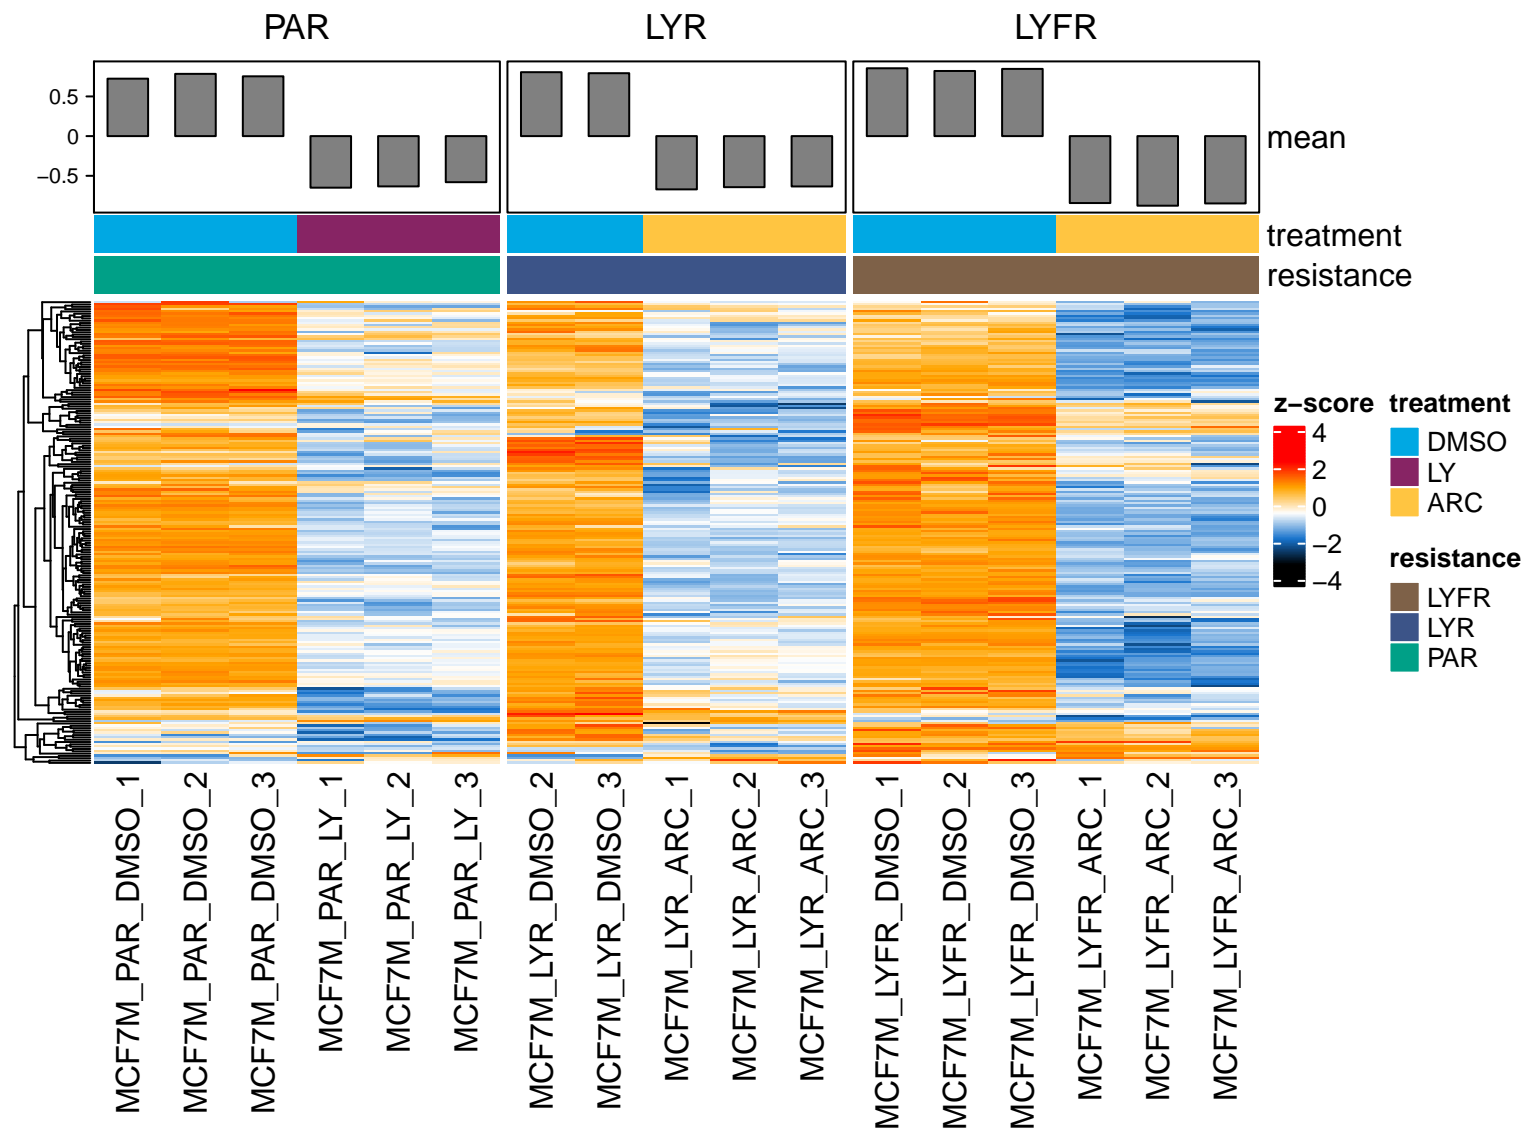 PAR LYR LYFR
0.5
0
−0.5
mean
treatment
resistance
z−score
4
2
0
−2
−4
treatment
DMSO
LY
ARC
resistance
LYFR
LYR
PAR
MCF7M_PAR_DMSO_1
MCF7M_PAR_DMSO_2
MCF7M_PAR_DMSO_3
MCF7M_PAR_LY_1
MCF7M_PAR_LY_2
MCF7M_PAR_LY_3
MCF7M_LYR_DMSO_2
MCF7M_LYR_DMSO_3
MCF7M_LYR_ARC_1
MCF7M_LYR_ARC_2
MCF7M_LYR_ARC_3
MCF7M_LYFR_DMSO_1
MCF7M_LYFR_DMSO_2
MCF7M_LYFR_DMSO_3
MCF7M_LYFR_ARC_1
MCF7M_LYFR_ARC_2
MCF7M_LYFR_ARC_3